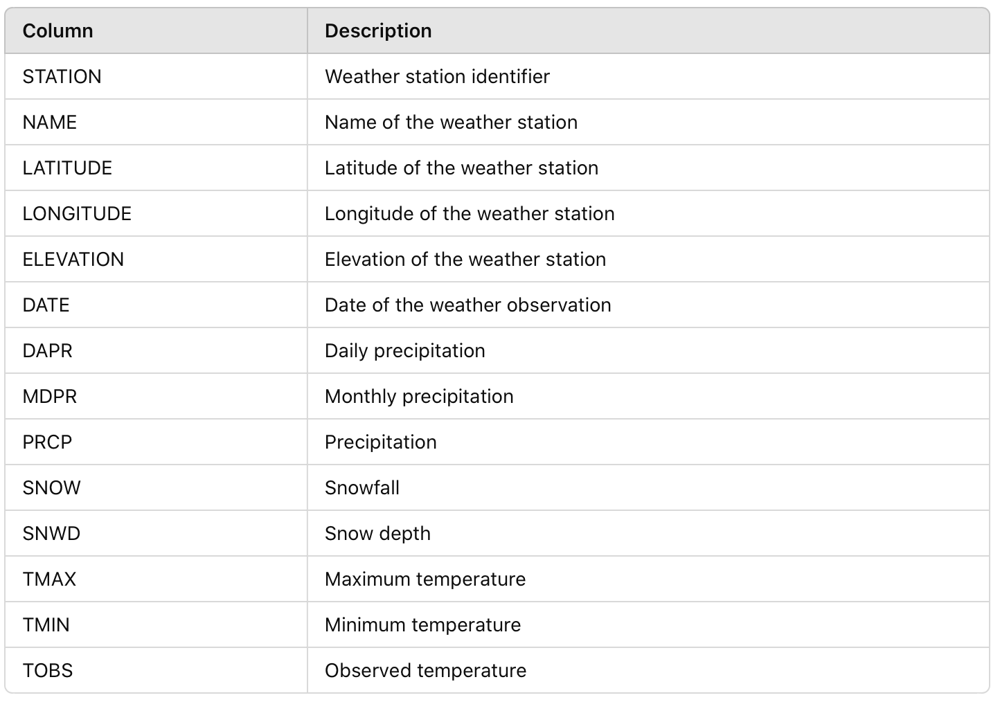 Column Description
STATION Weather station identifier
NAME Name of the weather station
LATITUDE Latitude of the weather station
LONGITUDE Longitude of the weather station
ELEVATION Elevation of the weather station
DATE Date of the weather observation
DAPR Daily precipitation
MDPR Monthly precipitation
PRCP Precipitation
SNOW Snowfall
SNWD Snow depth
TMAX Maximum temperature
TMIN Minimum temperature
TOBS Observed temperature